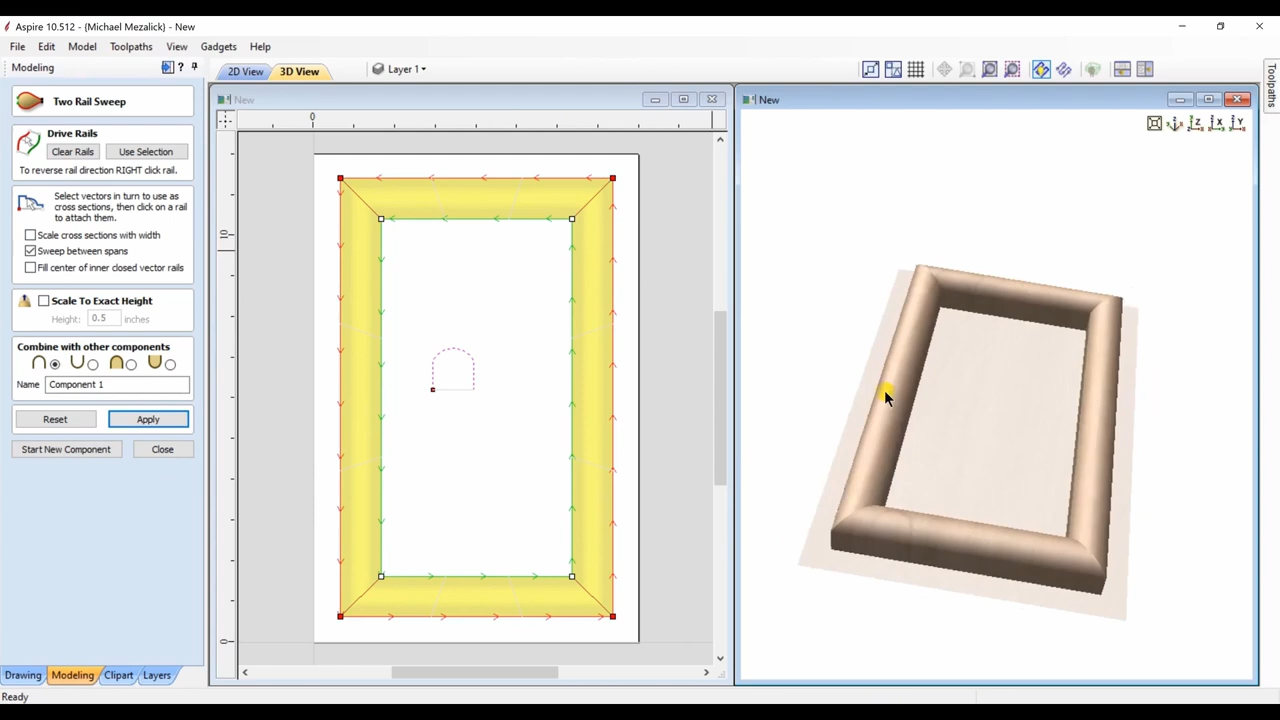 Aspire 10.512 - {Michael Mezalick} - New
File Edit Model Toolpaths View Gadgets Help
Modeling
2D View 3D View Layer 1
Two Rail Sweep
New
New
Drive Rails
Clear Rails Use Selection
To reverse rail direction RIGHT click rail.
Select vectors in turn to use as
cross sections, then click on a rail
to attach them.
Scale cross sections with width
Sweep between spans
Fill center of inner closed vector rails
Scale To Exact Height
Height: 0.5 inches
Combine with other components
Name Component 1
Reset Apply
Start New Component Close
0
10
0
Z X Y
Toolpaths
Drawing Modeling Clipart Layers
Ready